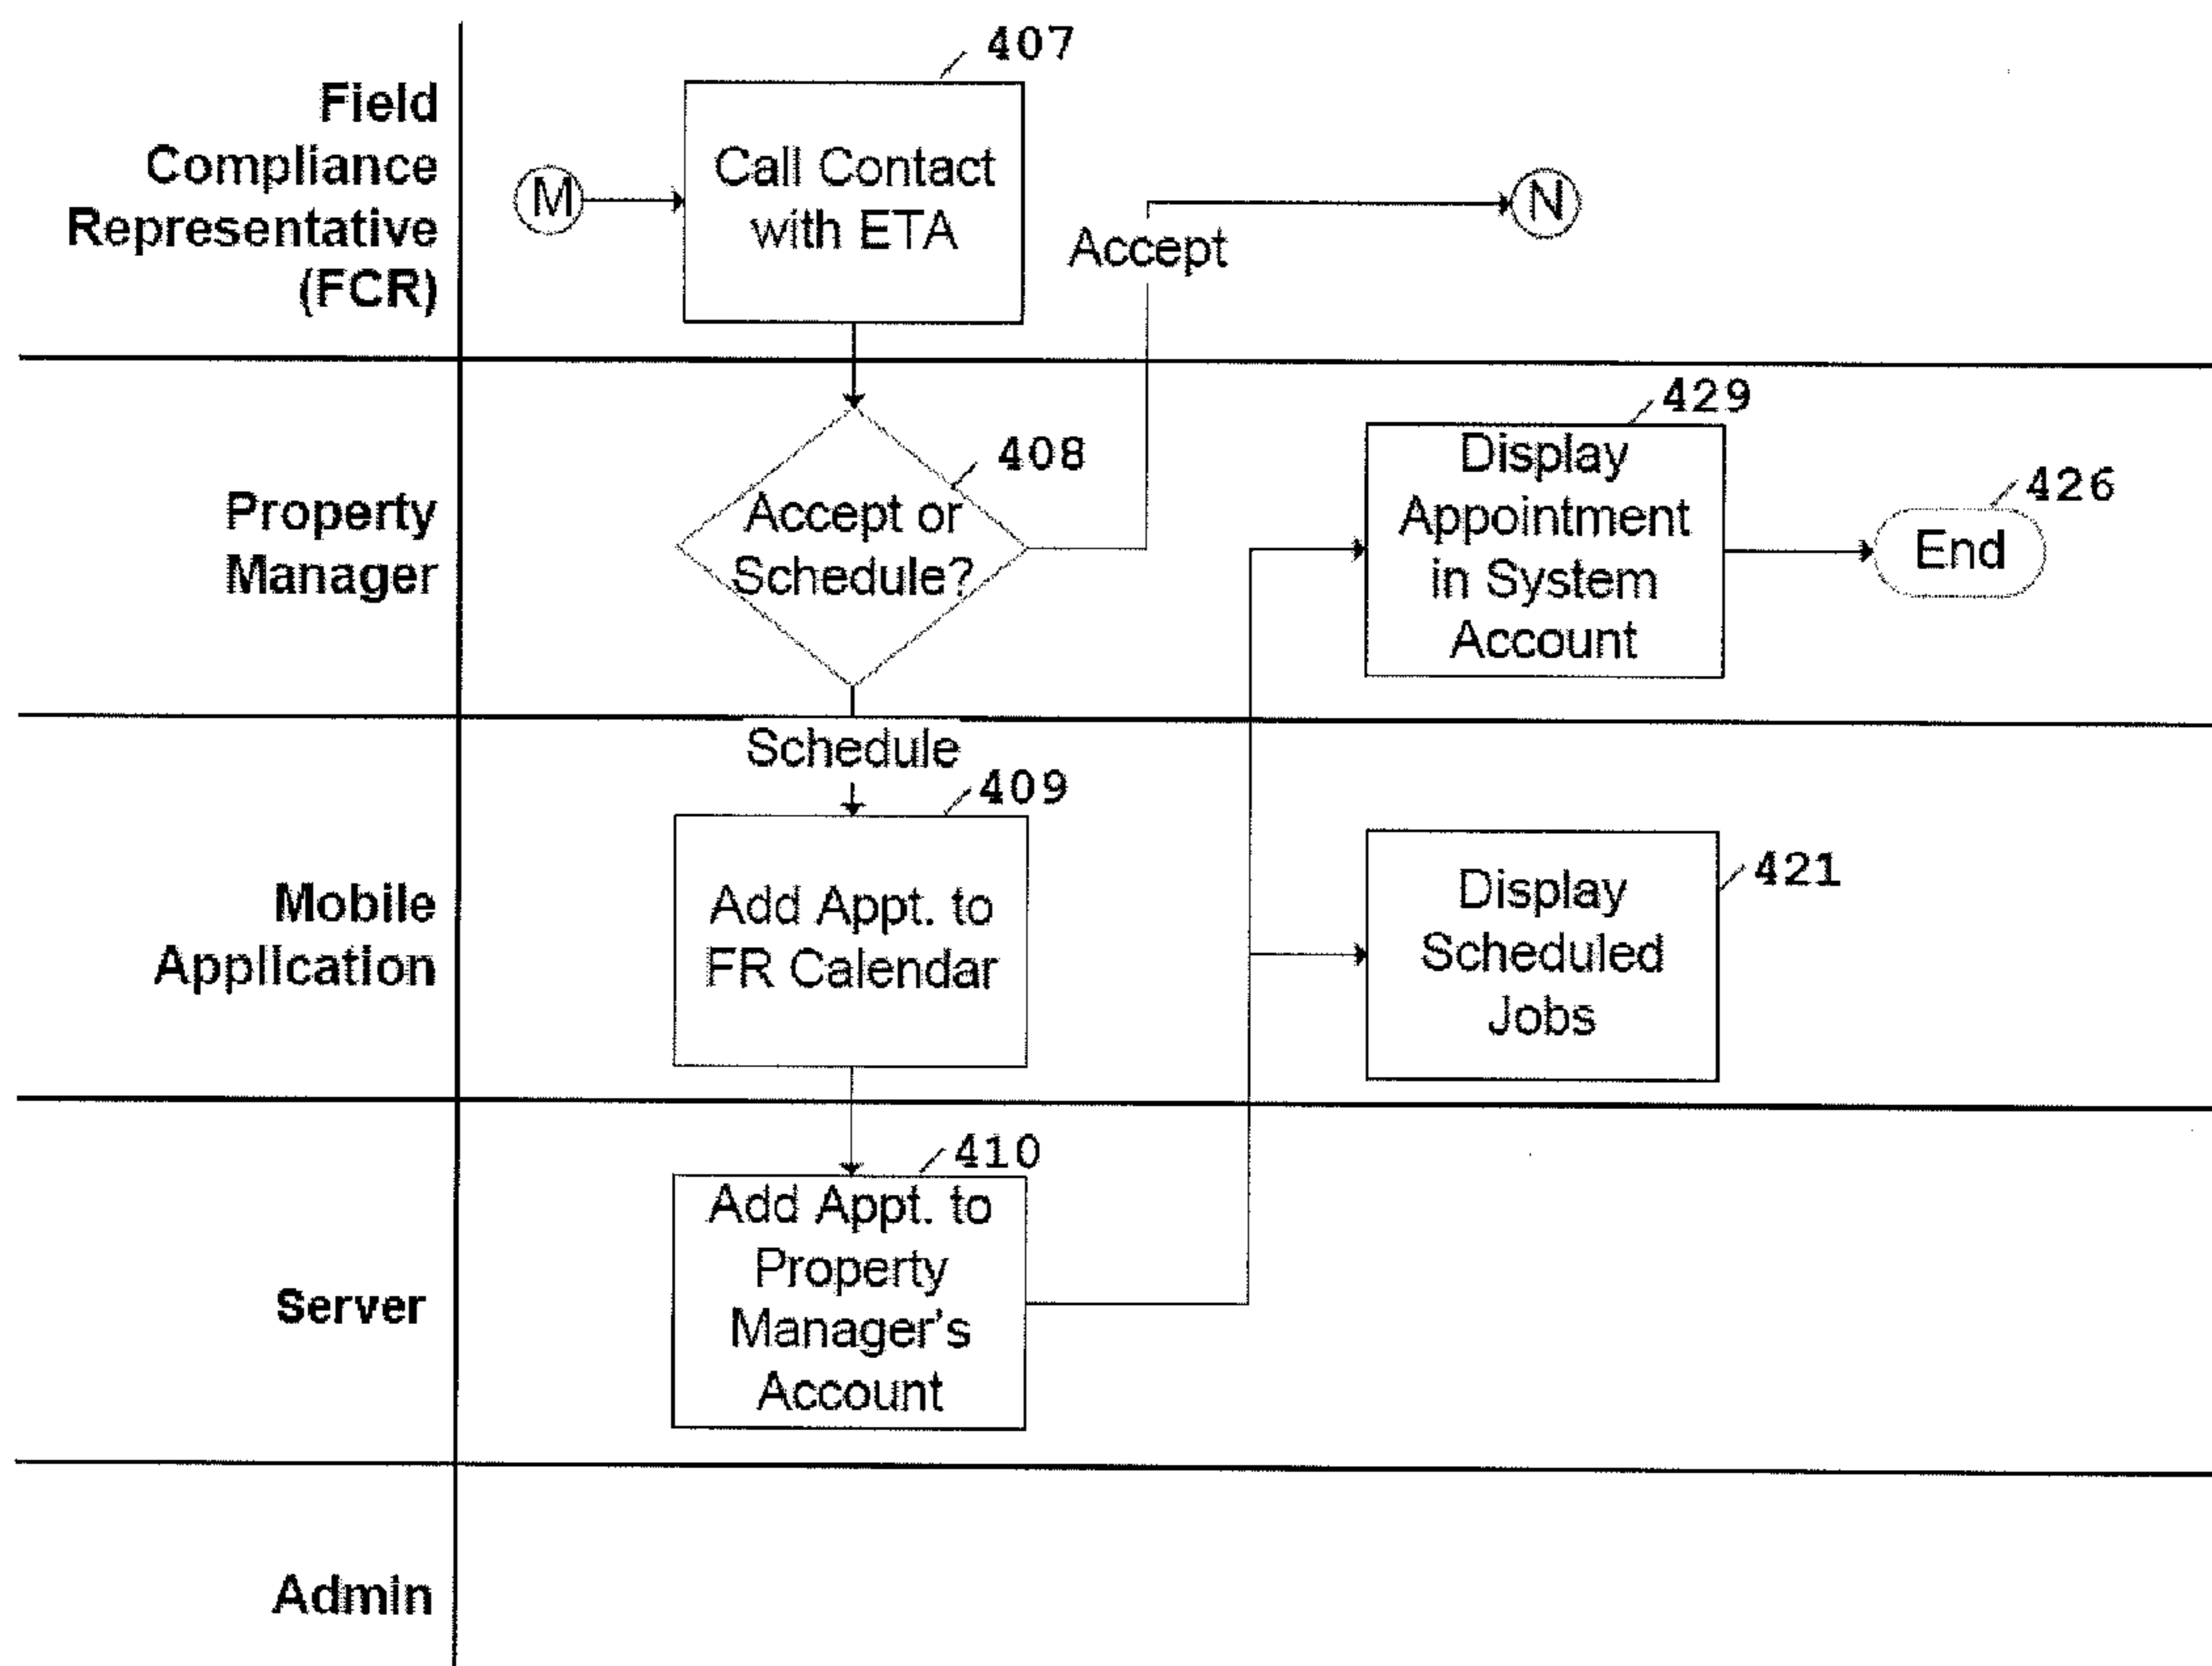 Field
Compliance
Representative
(FCR)
407
M
Call Contact
with ETA
Accept
N
Property
Manager
408
Accept or
Schedule?
429
Display
Appointment
in System
Account
426
End
Mobile
Application
Schedule
409
Add Appt. to
FR Calendar
421
Display
Scheduled
Jobs
Server
410
Add Appt. to
Property
Manager's
Account
Admin